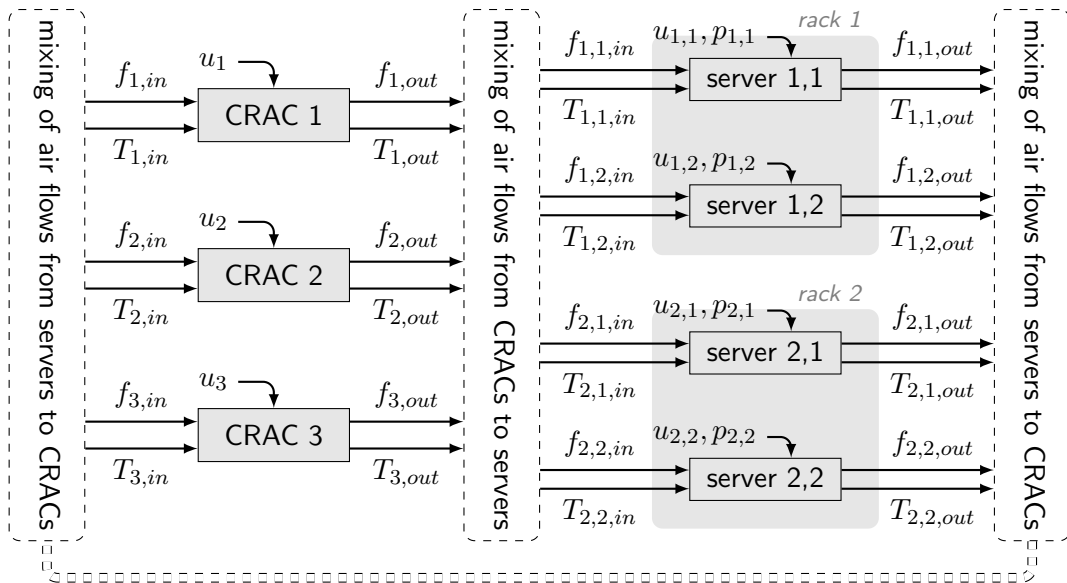 mixing of air flows from servers to CRACs
f_{1,in}
T_{1,in}
u_1
CRAC 1
f_{1,out}
T_{1,out}
f_{2,in}
T_{2,in}
u_2
CRAC 2
f_{2,out}
T_{2,out}
f_{3,in}
T_{3,in}
u_3
CRAC 3
f_{3,out}
T_{3,out}
mixing of air flows from CRACs to servers
rack 1
f_{1,1,in}
T_{1,1,in}
u_{1,1}, p_{1,1}
server 1,1
f_{1,1,out}
T_{1,1,out}
f_{1,2,in}
T_{1,2,in}
u_{1,2}, p_{1,2}
server 1,2
f_{1,2,out}
T_{1,2,out}
rack 2
f_{2,1,in}
T_{2,1,in}
u_{2,1}, p_{2,1}
server 2,1
f_{2,1,out}
T_{2,1,out}
f_{2,2,in}
T_{2,2,in}
u_{2,2}, p_{2,2}
server 2,2
f_{2,2,out}
T_{2,2,out}
mixing of air flows from servers to CRACs